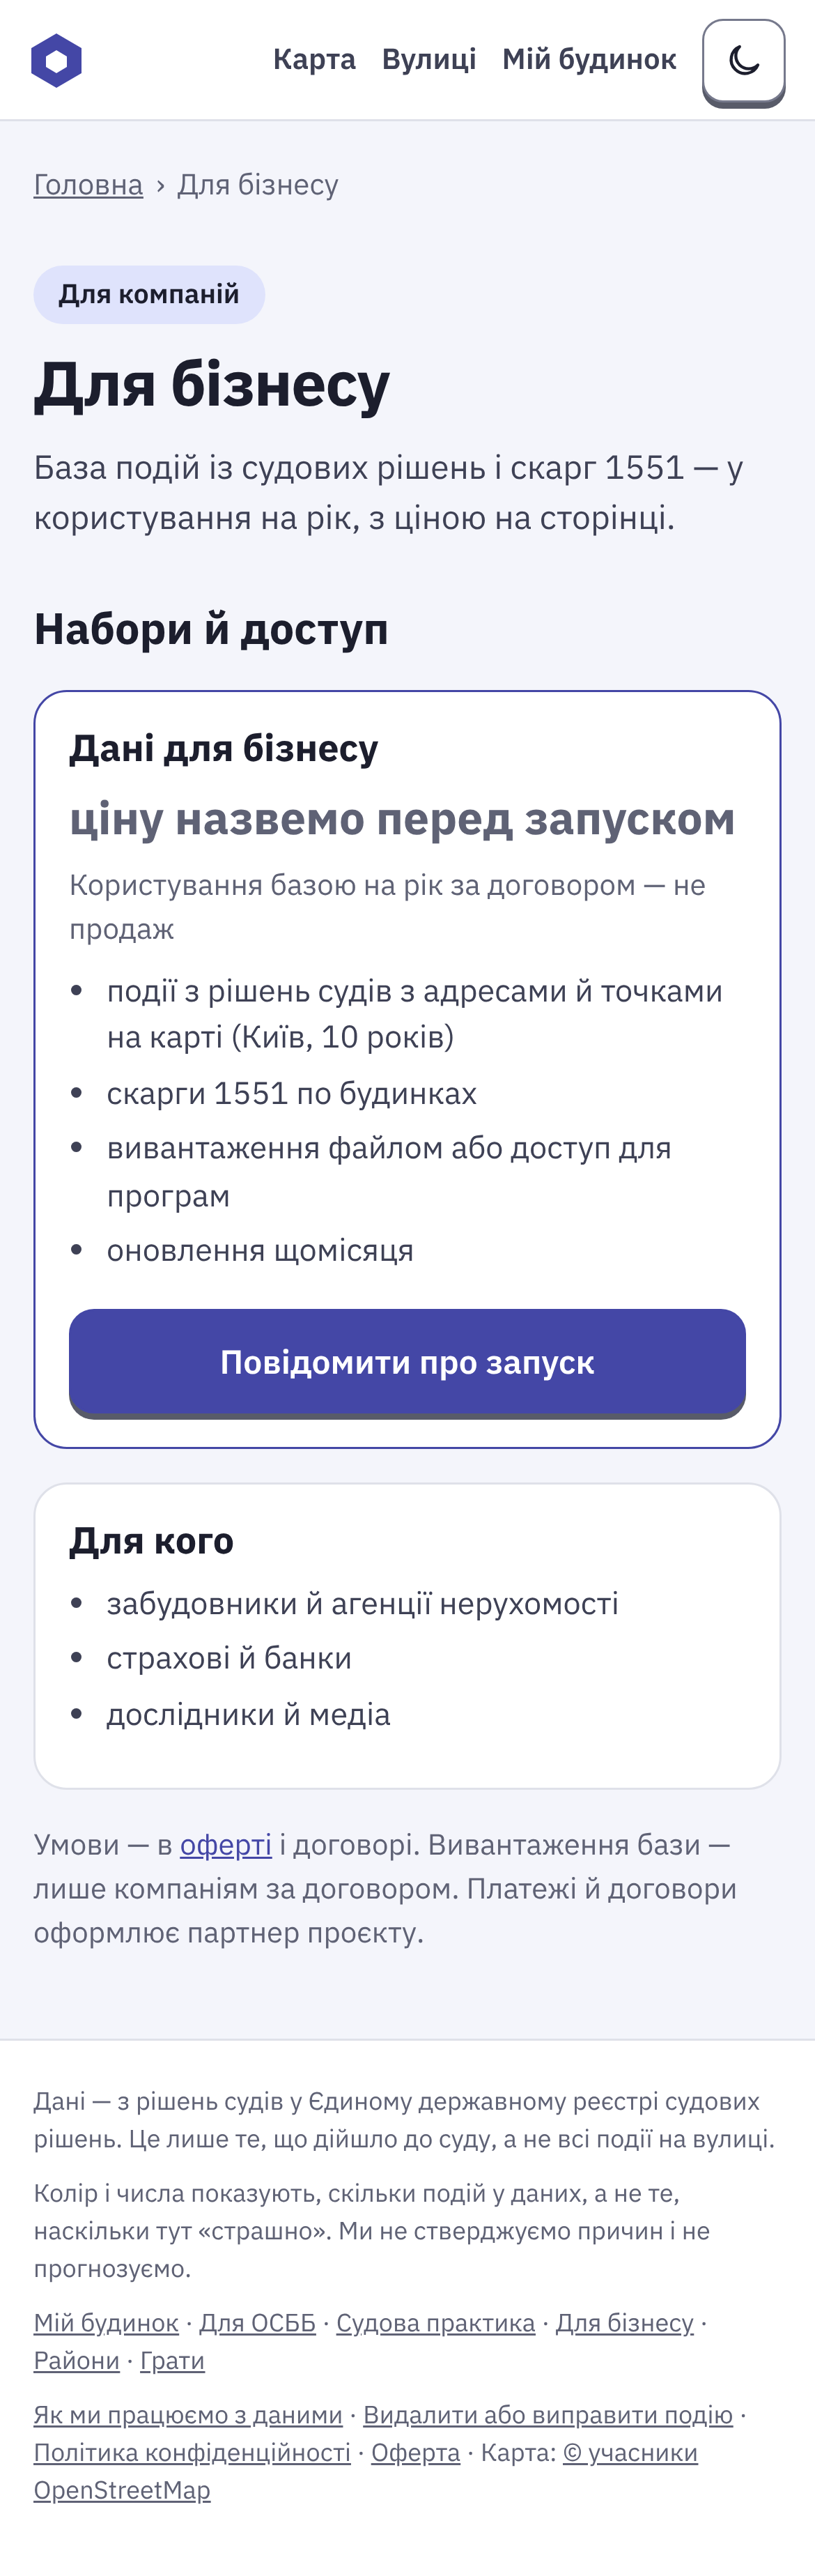 Карта Вулиці Мій будинок
Головна › Для бізнесу
Для компаній
Для бізнесу
База подій із судових рішень і скарг 1551 — у
користування на рік, з ціною на сторінці.
Набори й доступ
Дані для бізнесу
ціну назвемо перед запуском
Користування базою на рік за договором — не
продаж
• події з рішень судів з адресами й точками
на карті (Київ, 10 років)
• скарги 1551 по будинках
• вивантаження файлом або доступ для
програм
• оновлення щомісяця
Повідомити про запуск
Для кого
• забудовники й агенції нерухомості
• страхові й банки
• дослідники й медіа
Умови — в оферті і договорі. Вивантаження бази —
лише компаніям за договором. Платежі й договори
оформлює партнер проєкту.
Дані — з рішень судів у Єдиному державному реєстрі судових
рішень. Це лише те, що дійшло до суду, а не всі події на вулиці.
Колір і числа показують, скільки подій у даних, а не те,
наскільки тут «страшно». Ми не стверджуємо причин і не
прогнозуємо.
Мій будинок · Для ОСББ · Судова практика · Для бізнесу ·
Райони · Грати
Як ми працюємо з даними · Видалити або виправити подію ·
Політика конфіденційності · Оферта · Карта: © учасники
OpenStreetMap